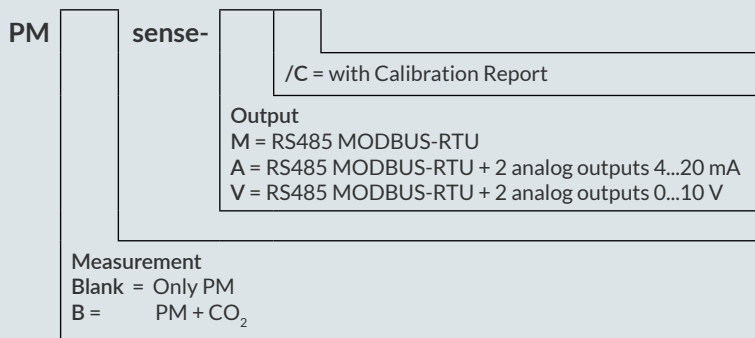 PM sense-
/C = with Calibration Report
Output
M = RS485 MODBUS-RTU
A = RS485 MODBUS-RTU + 2 analog outputs 4...20 mA
V = RS485 MODBUS-RTU + 2 analog outputs 0...10 V
Measurement
Blank = Only PM
B = PM + CO₂